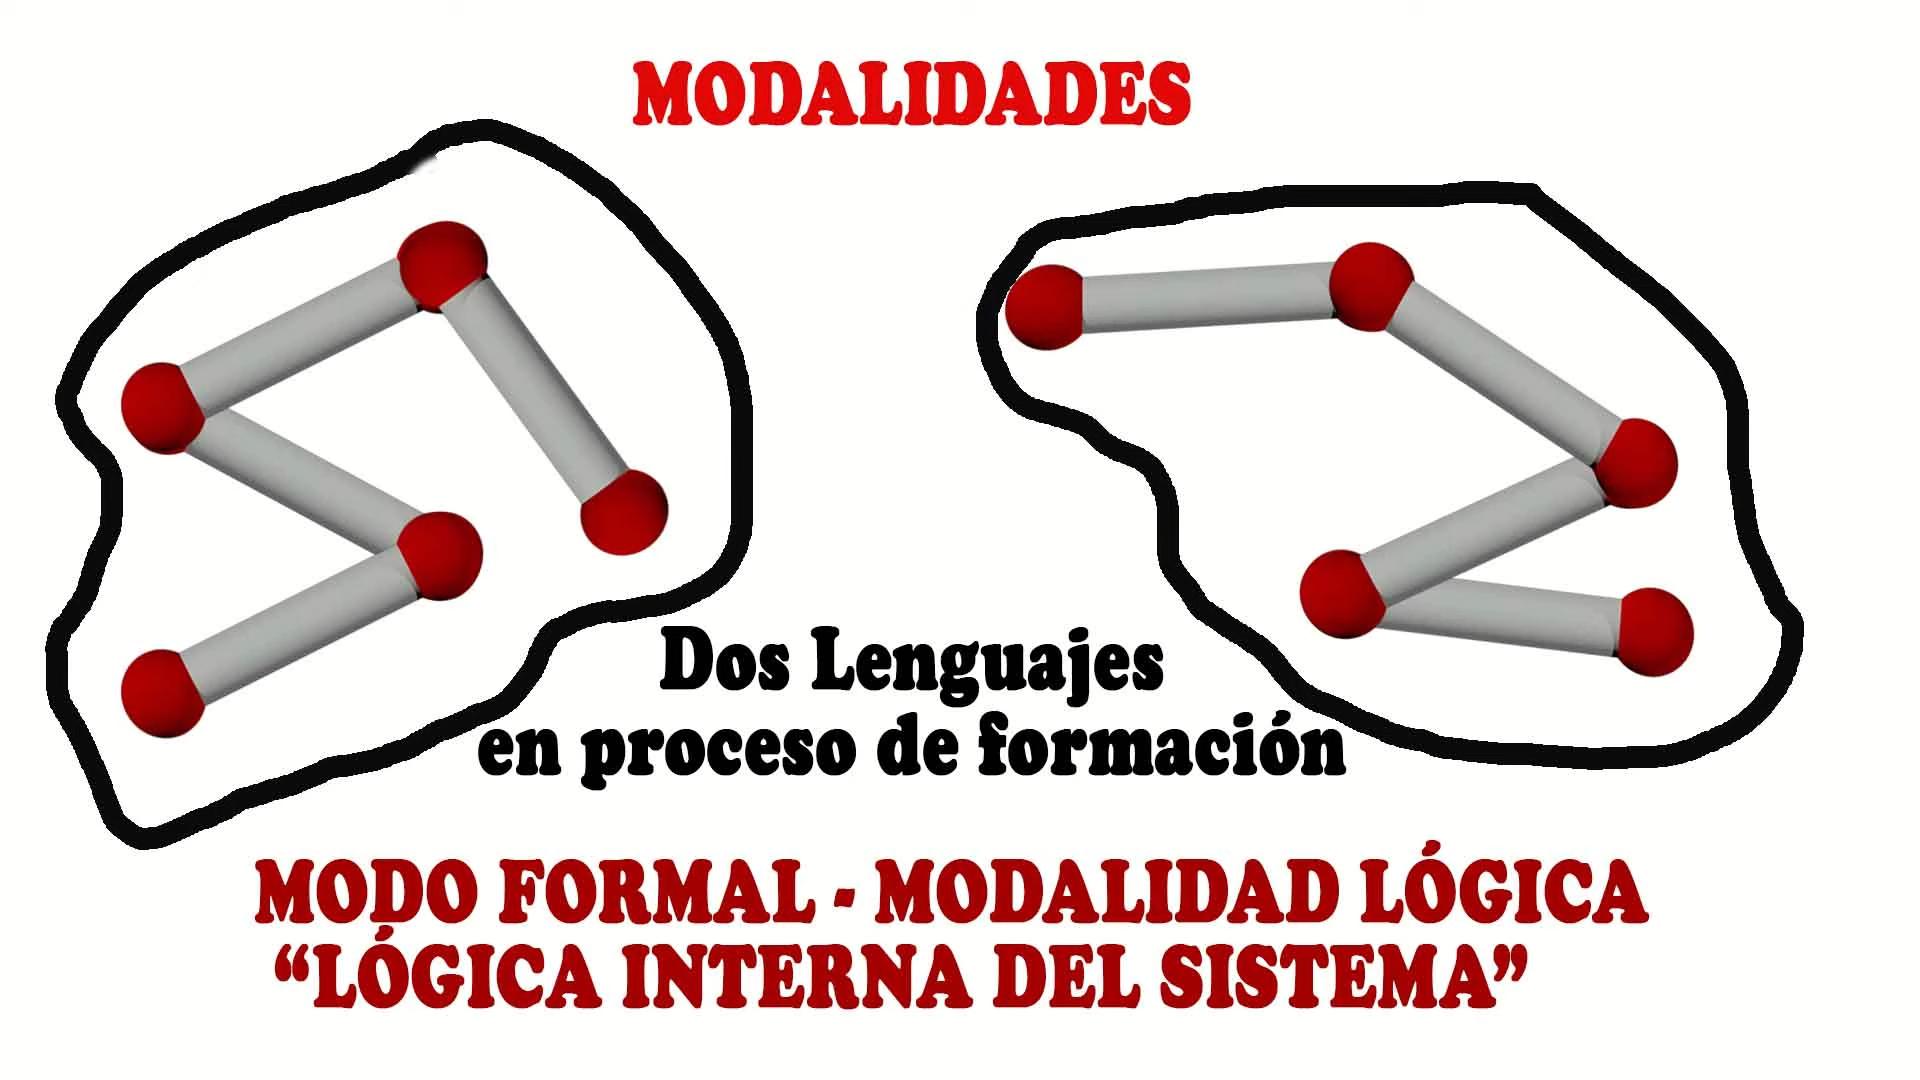 MODALIDADES
Dos Lenguajes
en proceso de formación
MODO FORMAL - MODALIDAD LÓGICA
“LÓGICA INTERNA DEL SISTEMA”